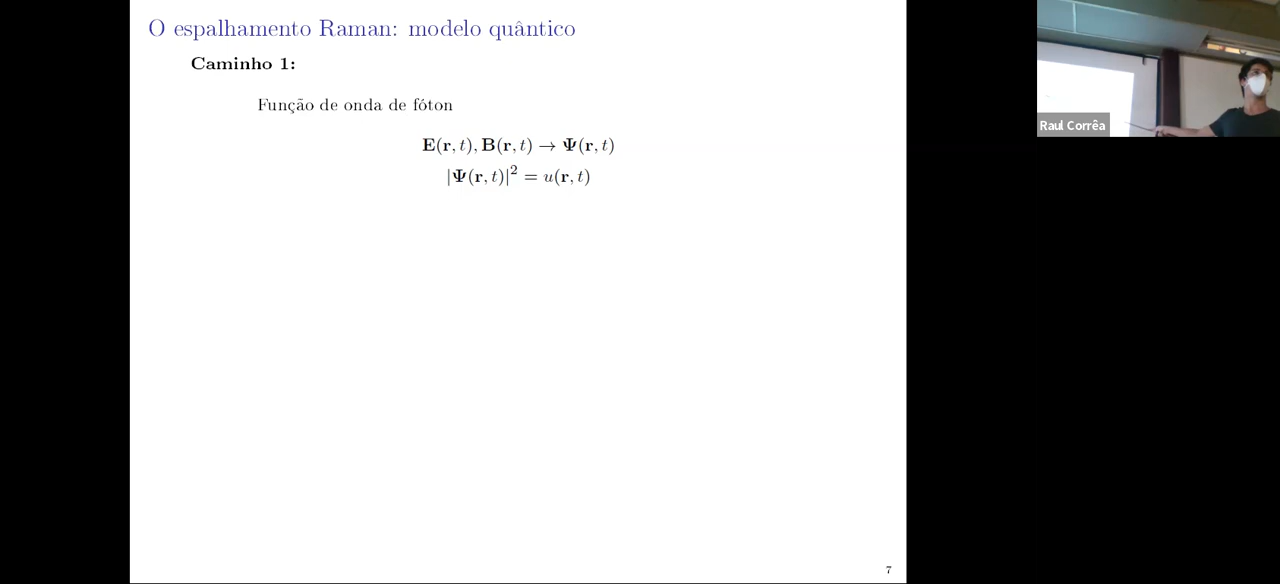 O espalhamento Raman: modelo quântico
Caminho 1:
Função de onda de fóton
E(r, t), B(r, t) → Ψ(r, t)
|Ψ(r, t)|² = u(r, t)
Raul Corrêa
7